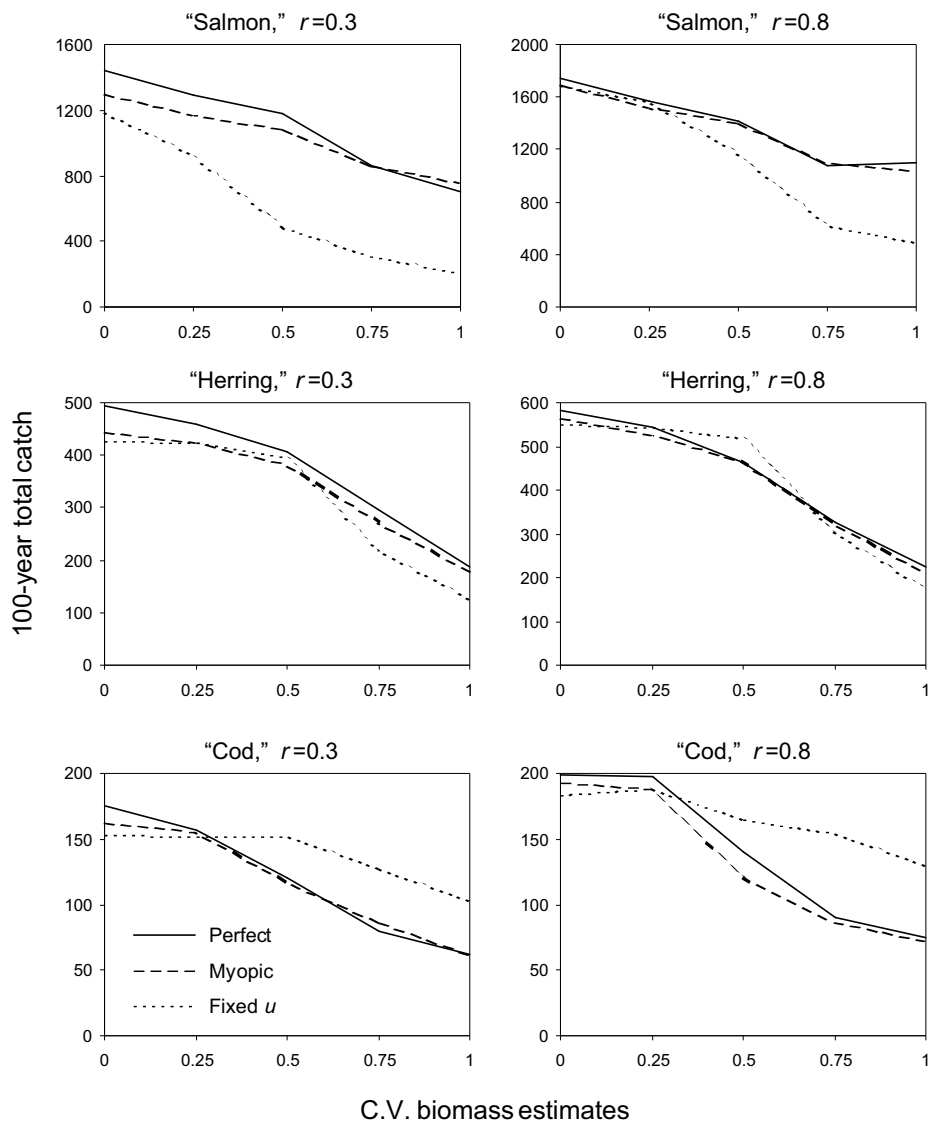 “Salmon,” r=0.3
1600
1200
800
400
0
0 0.25 0.5 0.75 1
“Salmon,” r=0.8
2000
1600
1200
800
400
0
0 0.25 0.5 0.75 1
100-year total catch
“Herring,” r=0.3
500
400
300
200
100
0
0 0.25 0.5 0.75 1
“Herring,” r=0.8
600
500
400
300
200
100
0
0 0.25 0.5 0.75 1
“Cod,” r=0.3
200
150
100
50
0
Perfect
Myopic
Fixed u
0 0.25 0.5 0.75 1
“Cod,” r=0.8
200
150
100
50
0
0 0.25 0.5 0.75 1
C.V. biomass estimates